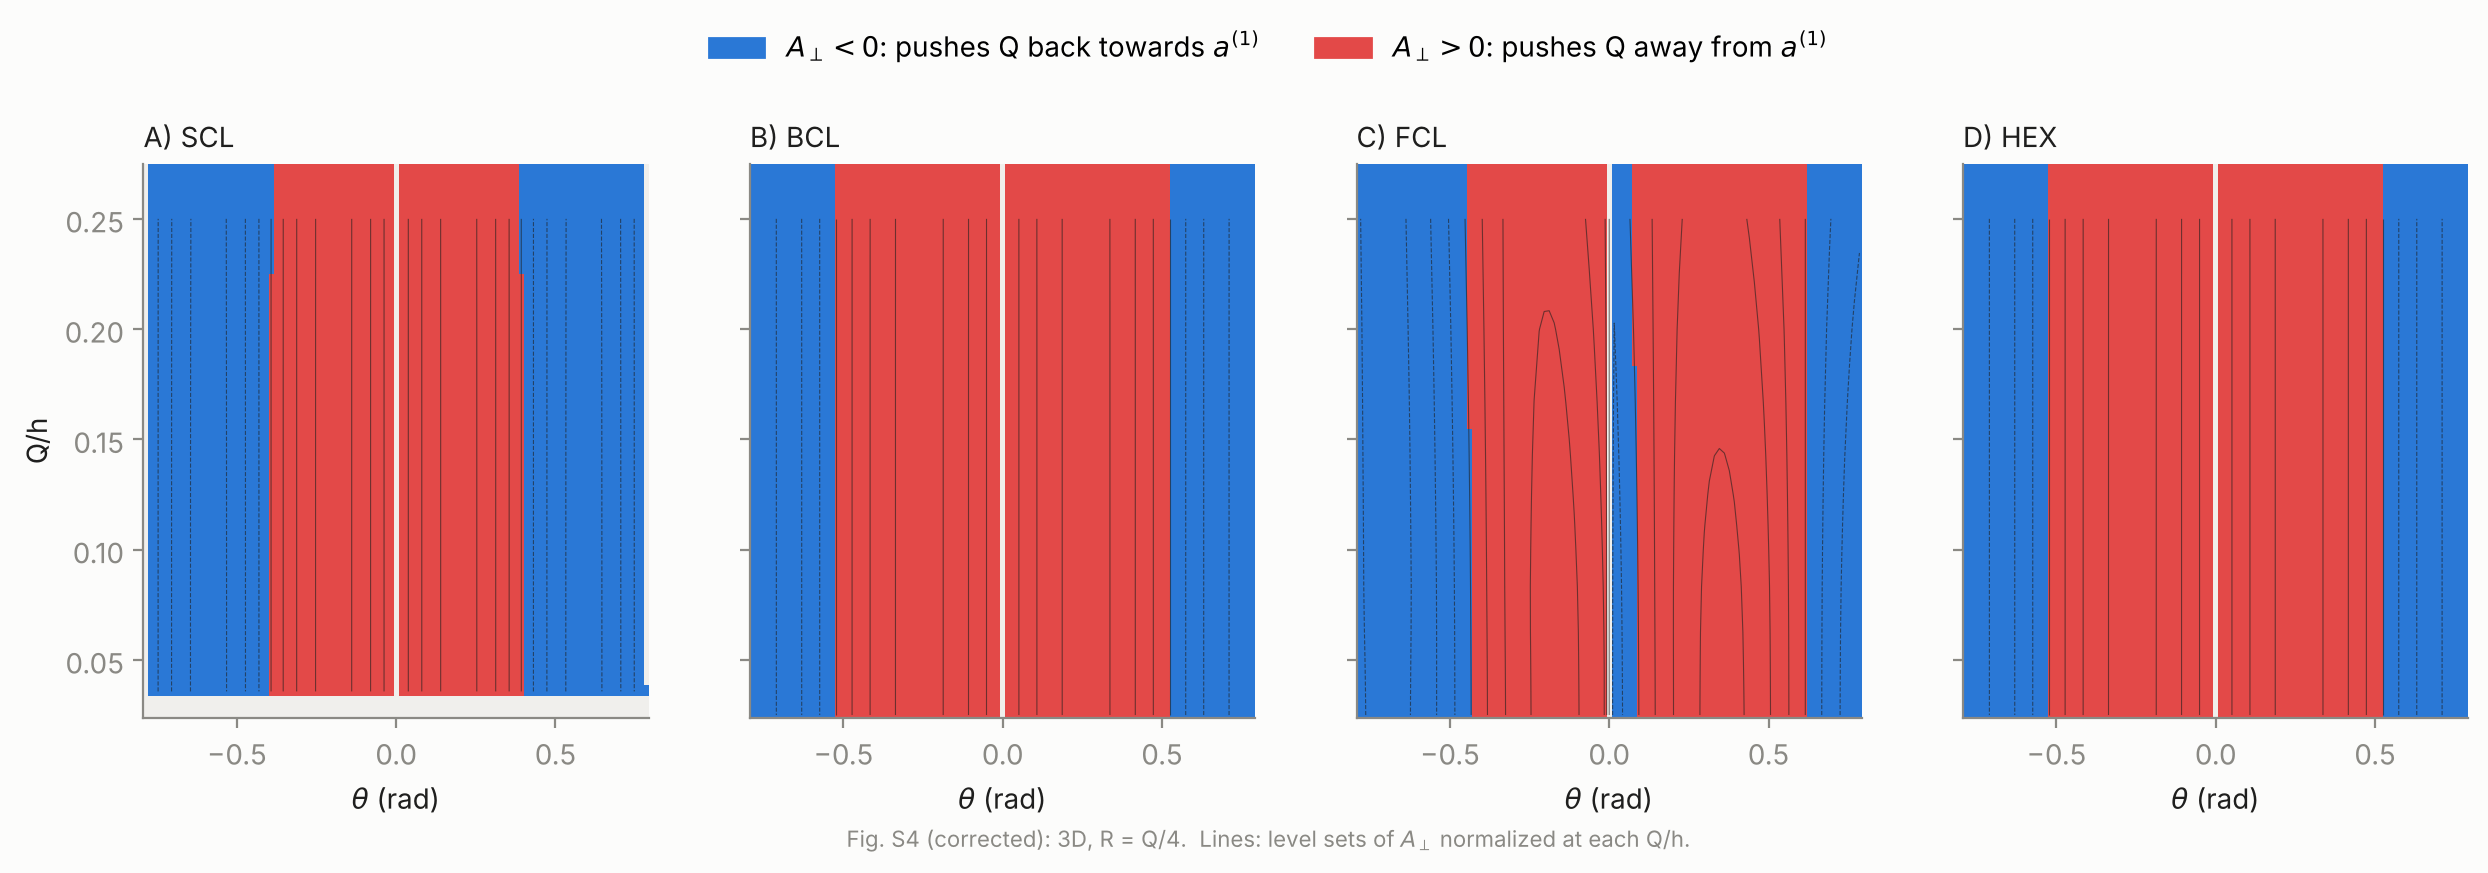 A⊥ < 0: pushes Q back towards a⁽¹⁾
A⊥ > 0: pushes Q away from a⁽¹⁾
A) SCL
B) BCL
C) FCL
D) HEX
Q/h
0.25
0.20
0.15
0.10
0.05
−0.5 0.0 0.5
−0.5 0.0 0.5
−0.5 0.0 0.5
−0.5 0.0 0.5
θ (rad)
θ (rad)
θ (rad)
θ (rad)
Fig. S4 (corrected): 3D, R = Q/4. Lines: level sets of A⊥ normalized at each Q/h.